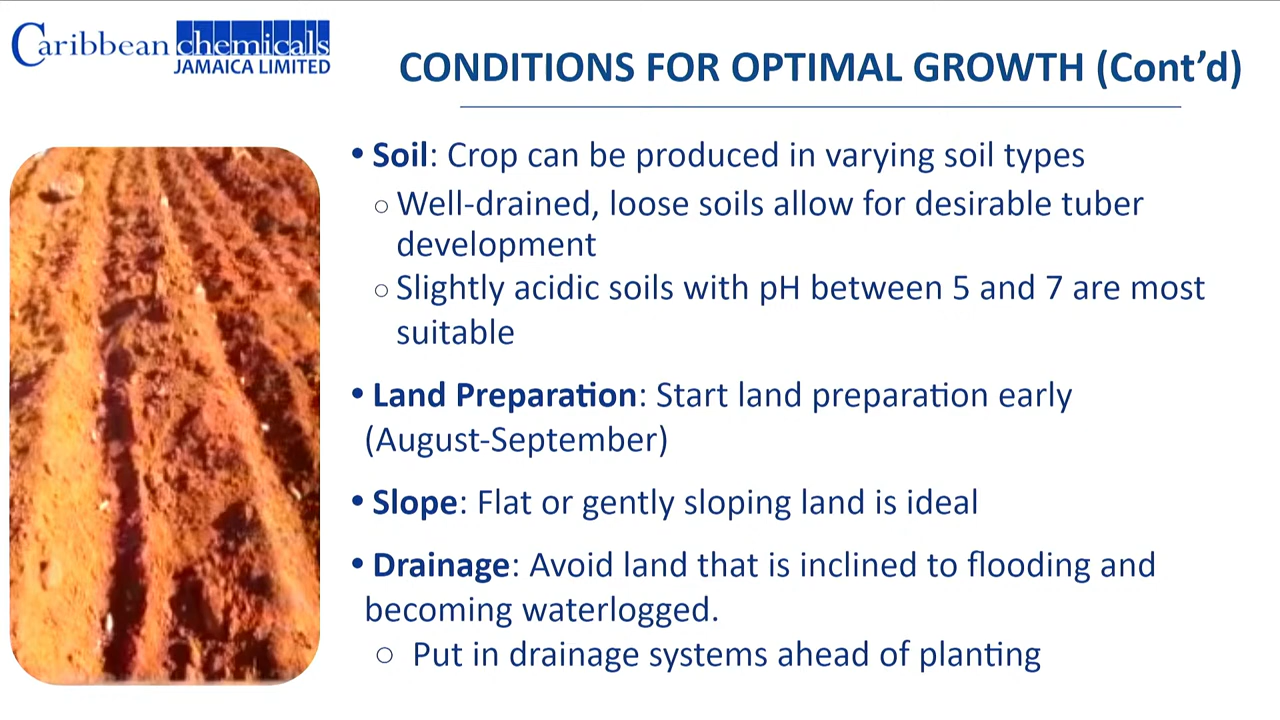 Caribbean chemicals
JAMAICA LIMITED
CONDITIONS FOR OPTIMAL GROWTH (Cont’d)
• Soil: Crop can be produced in varying soil types
○ Well-drained, loose soils allow for desirable tuber
development
○ Slightly acidic soils with pH between 5 and 7 are most
suitable
• Land Preparation: Start land preparation early
(August-September)
• Slope: Flat or gently sloping land is ideal
• Drainage: Avoid land that is inclined to flooding and
becoming waterlogged.
○ Put in drainage systems ahead of planting